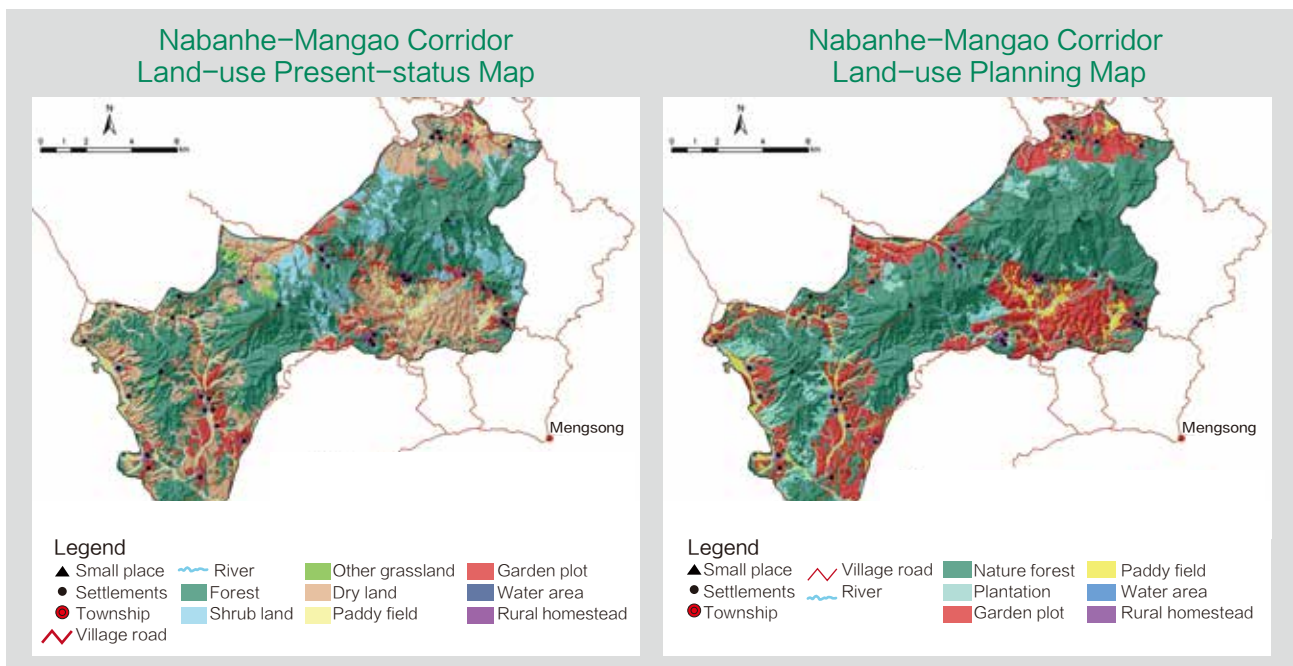 Nabanhe-Mangao Corridor
Land-use Present-status Map
N
0 1 2 4 8
km
Mengsong
Legend
Small place
Settlements
Township
Village road
River
Forest
Shrub land
Other grassland
Dry land
Paddy field
Garden plot
Water area
Rural homestead
Nabanhe-Mangao Corridor
Land-use Planning Map
N
0 1 2 4 8
km
Mengsong
Legend
Small place
Settlements
Township
Village road
River
Nature forest
Plantation
Garden plot
Paddy field
Water area
Rural homestead